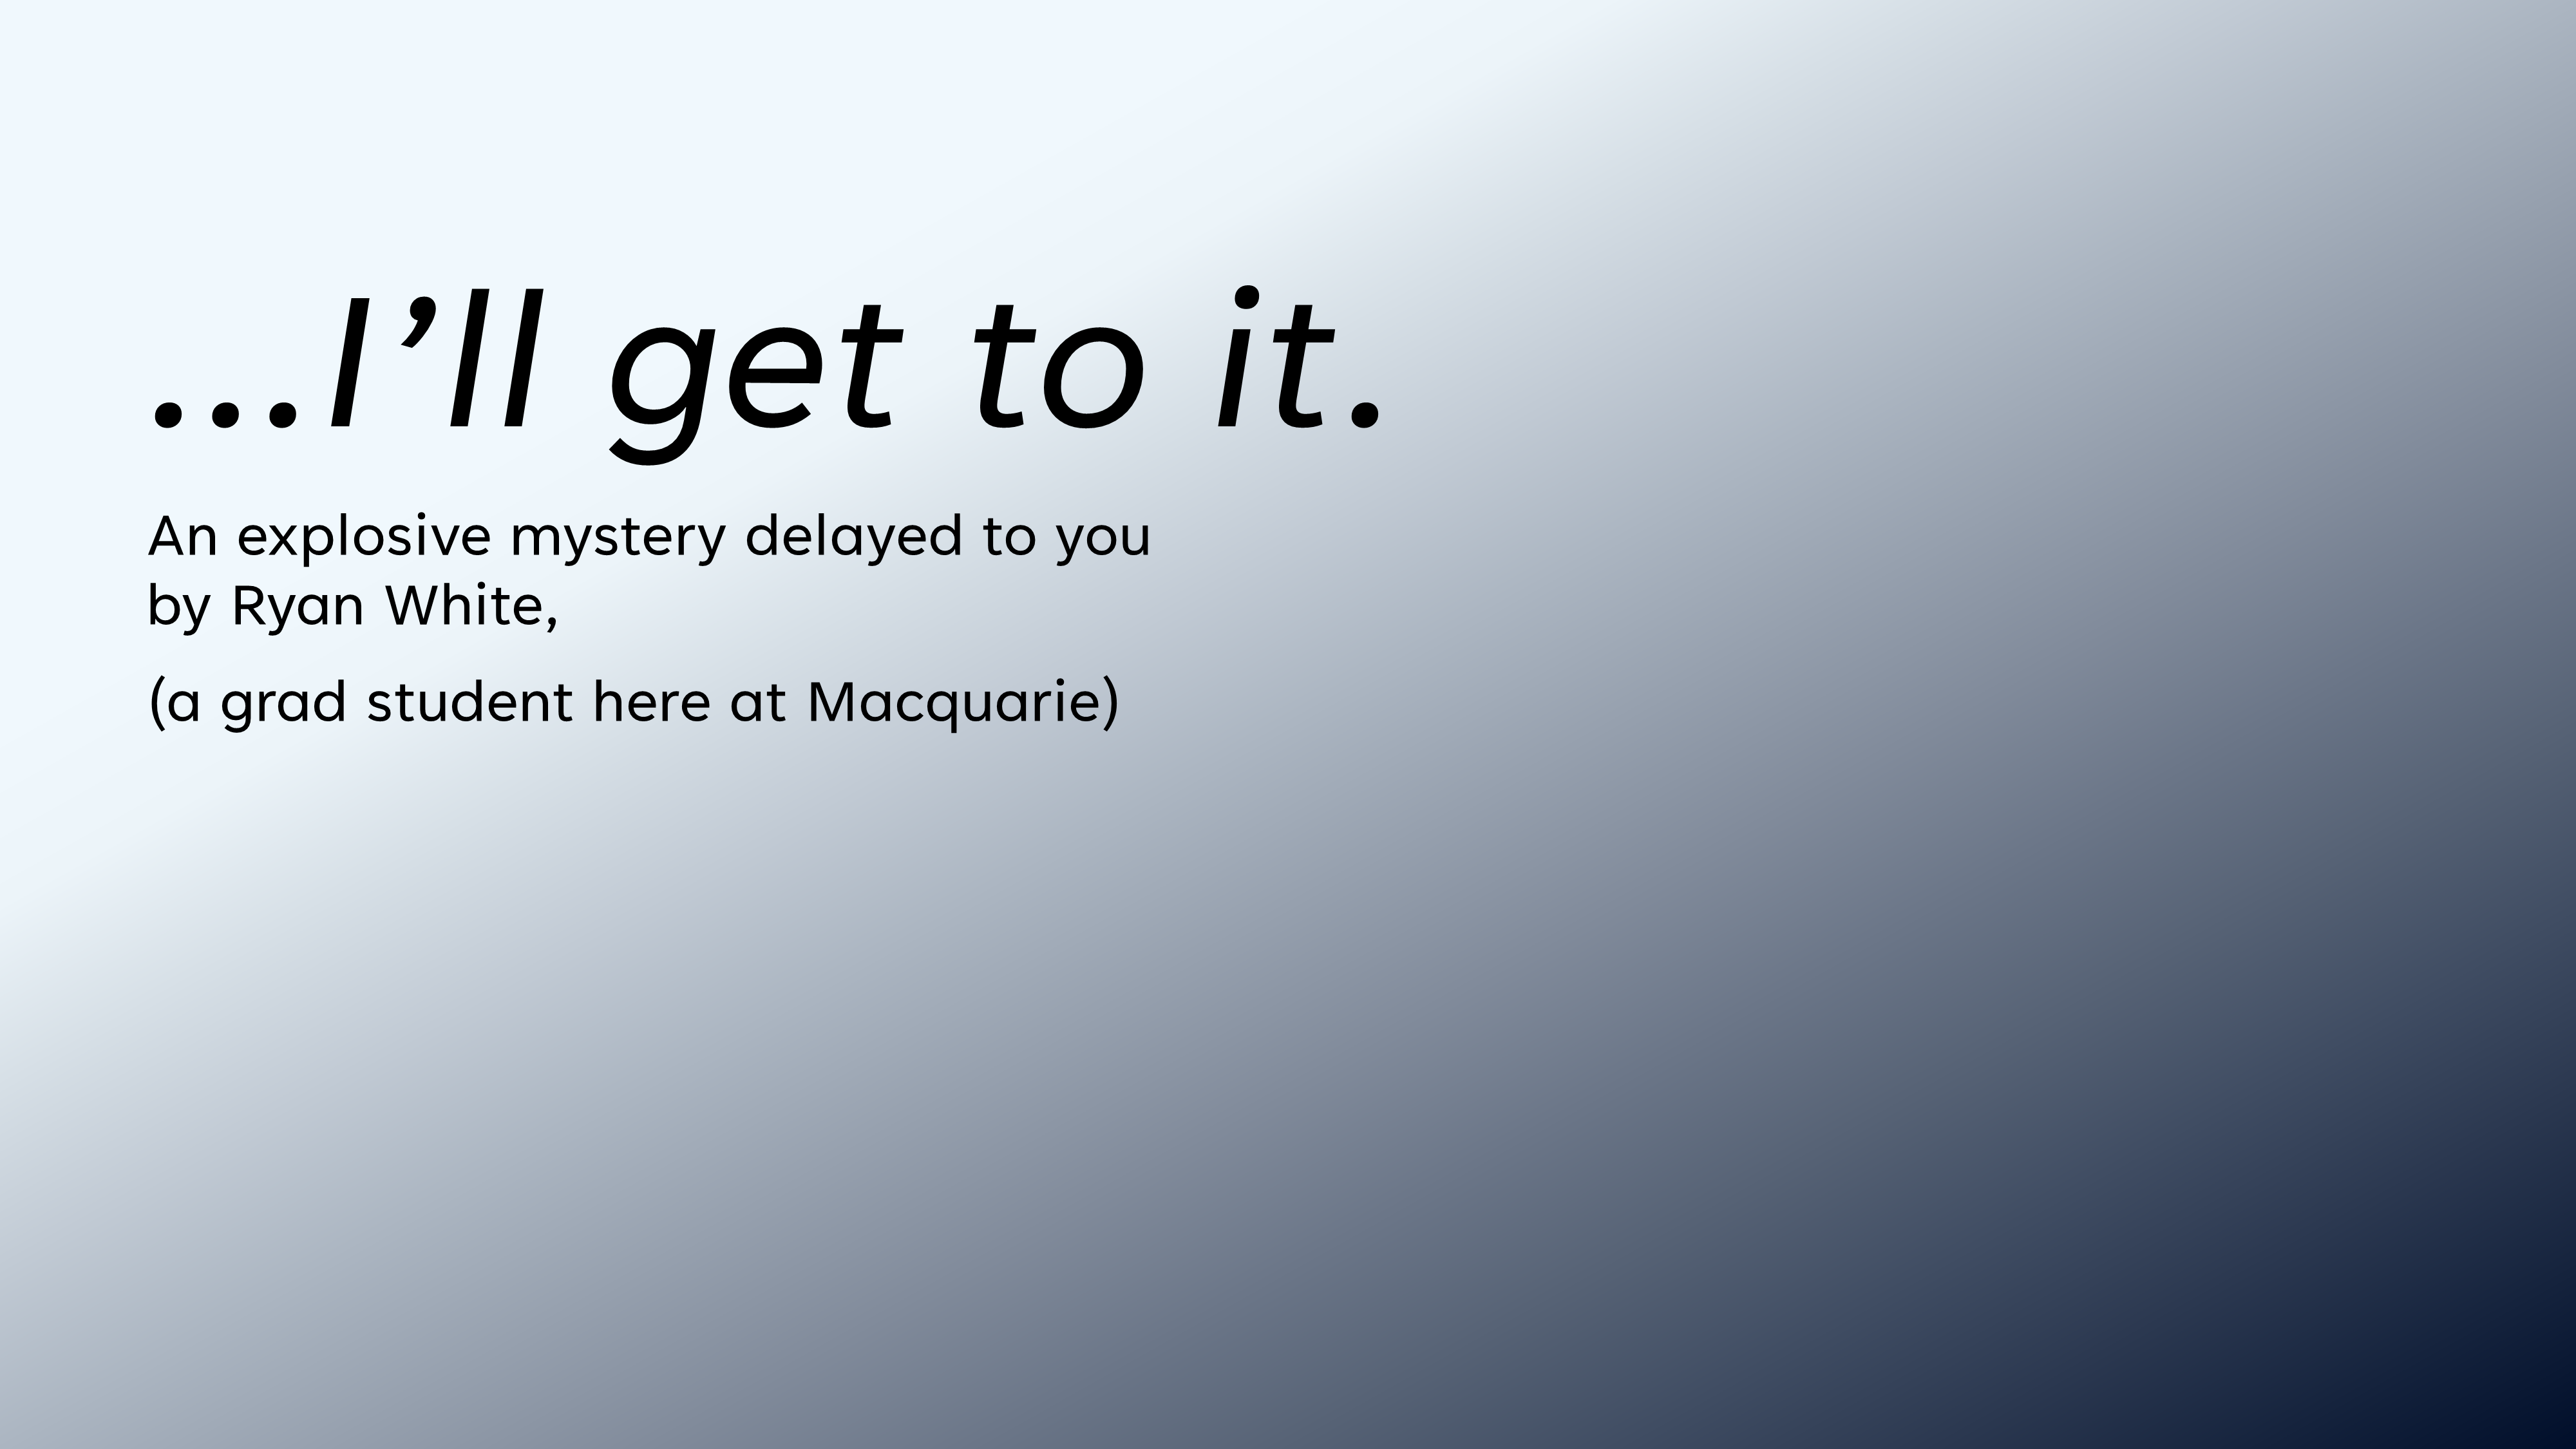 ...I’ll get to it.
An explosive mystery delayed to you
by Ryan White,
(a grad student here at Macquarie)